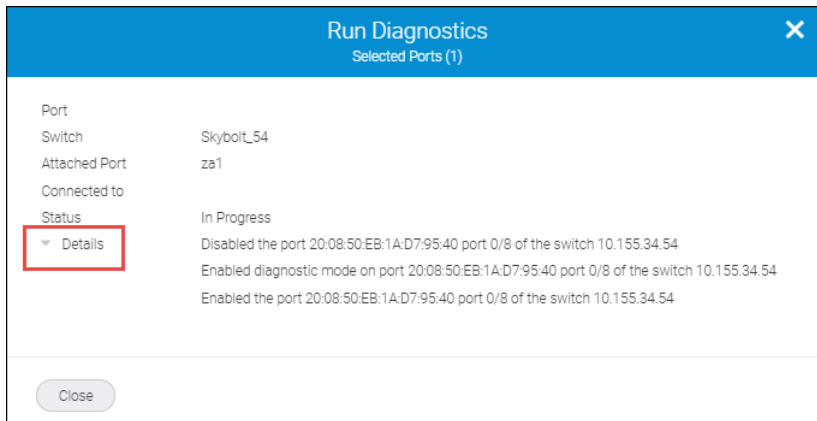 Run Diagnostics
Selected Ports (1)
Port
Switch Skybolt_54
Attached Port za1
Connected to
Status In Progress
Details Disabled the port 20:08:50:EB:1A:D7:95:40 port 0/8 of the switch 10.155.34.54
Enabled diagnostic mode on port 20:08:50:EB:1A:D7:95:40 port 0/8 of the switch 10.155.34.54
Enabled the port 20:08:50:EB:1A:D7:95:40 port 0/8 of the switch 10.155.34.54
Close